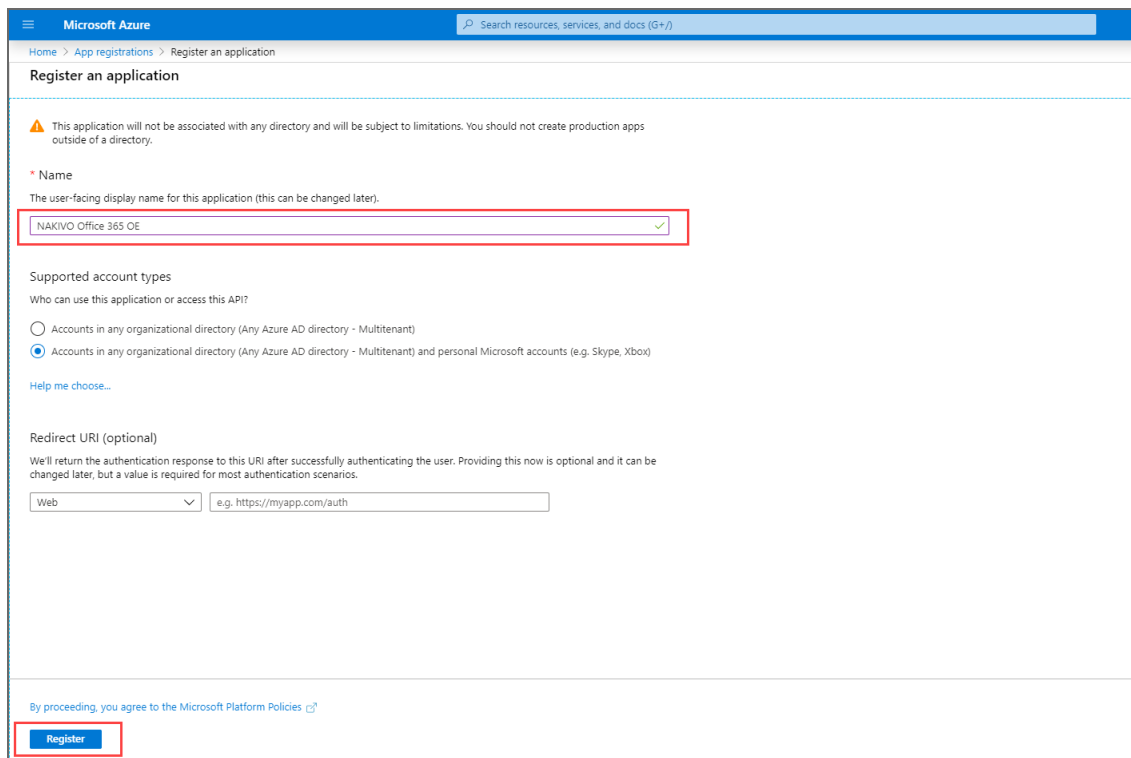 Microsoft Azure
Search resources, services, and docs (G+/)
Home > App registrations > Register an application
Register an application
This application will not be associated with any directory and will be subject to limitations. You should not create production apps
outside of a directory.
* Name
The user-facing display name for this application (this can be changed later).
NAKIVO Office 365 OE
Supported account types
Who can use this application or access this API?
Accounts in any organizational directory (Any Azure AD directory - Multitenant)
Accounts in any organizational directory (Any Azure AD directory - Multitenant) and personal Microsoft accounts (e.g. Skype, Xbox)
Help me choose...
Redirect URI (optional)
We'll return the authentication response to this URI after successfully authenticating the user. Providing this now is optional and it can be
changed later, but a value is required for most authentication scenarios.
Web
e.g. https://myapp.com/auth
By proceeding, you agree to the Microsoft Platform Policies
Register